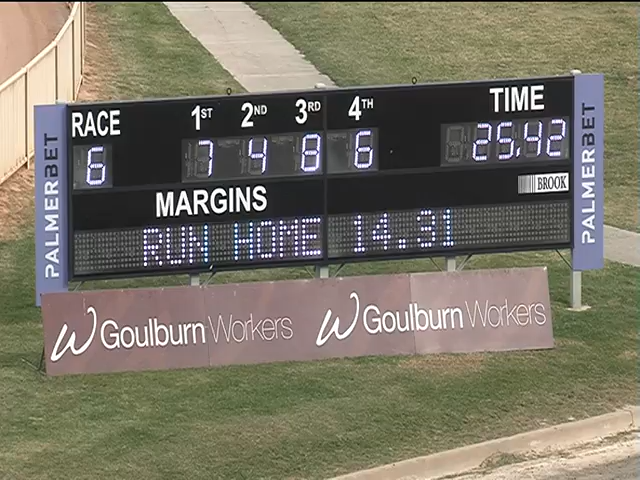 RACE 1ST 2ND 3RD 4TH TIME
6 7 4 8 6 25.42
MARGINS BROOK
RUN HOME 14.31
PALMERBET
PALMERBET
w Goulburn Workers w Goulburn Workers